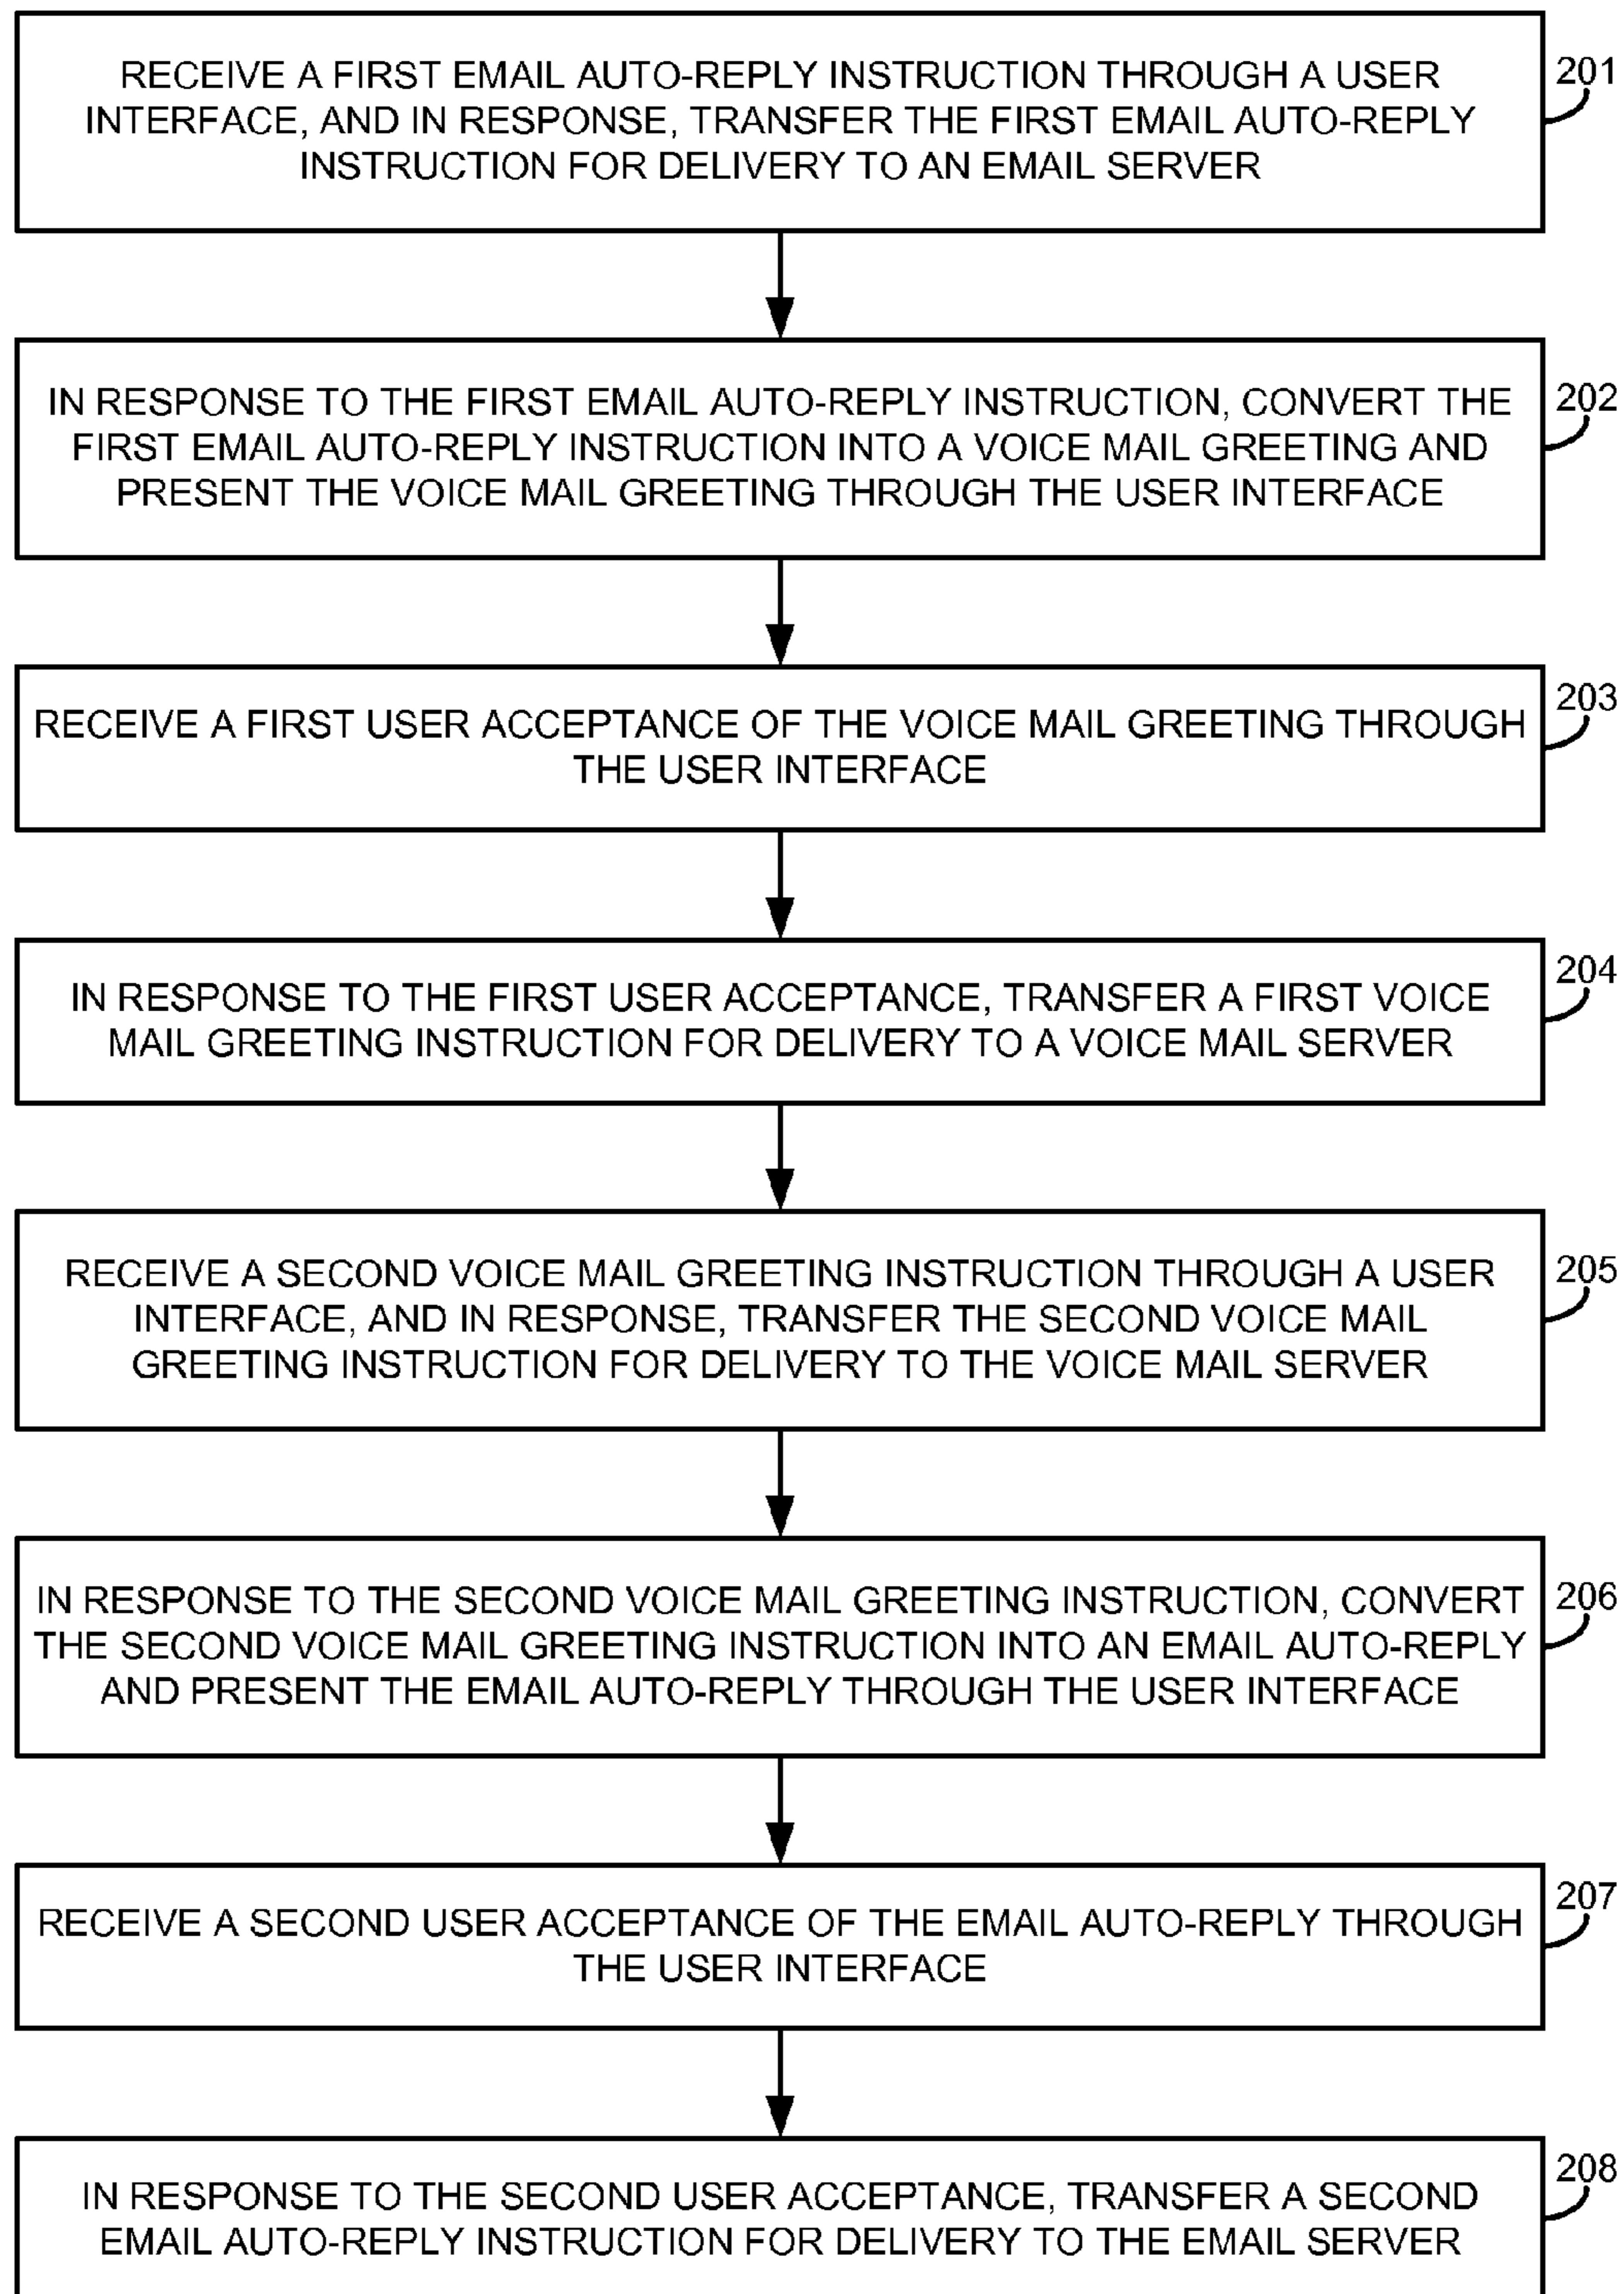 RECEIVE A FIRST EMAIL AUTO-REPLY INSTRUCTION THROUGH A USER
INTERFACE, AND IN RESPONSE, TRANSFER THE FIRST EMAIL AUTO-REPLY
INSTRUCTION FOR DELIVERY TO AN EMAIL SERVER
201
IN RESPONSE TO THE FIRST EMAIL AUTO-REPLY INSTRUCTION, CONVERT THE
FIRST EMAIL AUTO-REPLY INSTRUCTION INTO A VOICE MAIL GREETING AND
PRESENT THE VOICE MAIL GREETING THROUGH THE USER INTERFACE
202
RECEIVE A FIRST USER ACCEPTANCE OF THE VOICE MAIL GREETING THROUGH
THE USER INTERFACE
203
IN RESPONSE TO THE FIRST USER ACCEPTANCE, TRANSFER A FIRST VOICE
MAIL GREETING INSTRUCTION FOR DELIVERY TO A VOICE MAIL SERVER
204
RECEIVE A SECOND VOICE MAIL GREETING INSTRUCTION THROUGH A USER
INTERFACE, AND IN RESPONSE, TRANSFER THE SECOND VOICE MAIL
GREETING INSTRUCTION FOR DELIVERY TO THE VOICE MAIL SERVER
205
IN RESPONSE TO THE SECOND VOICE MAIL GREETING INSTRUCTION, CONVERT
THE SECOND VOICE MAIL GREETING INSTRUCTION INTO AN EMAIL AUTO-REPLY
AND PRESENT THE EMAIL AUTO-REPLY THROUGH THE USER INTERFACE
206
RECEIVE A SECOND USER ACCEPTANCE OF THE EMAIL AUTO-REPLY THROUGH
THE USER INTERFACE
207
IN RESPONSE TO THE SECOND USER ACCEPTANCE, TRANSFER A SECOND
EMAIL AUTO-REPLY INSTRUCTION FOR DELIVERY TO THE EMAIL SERVER
208